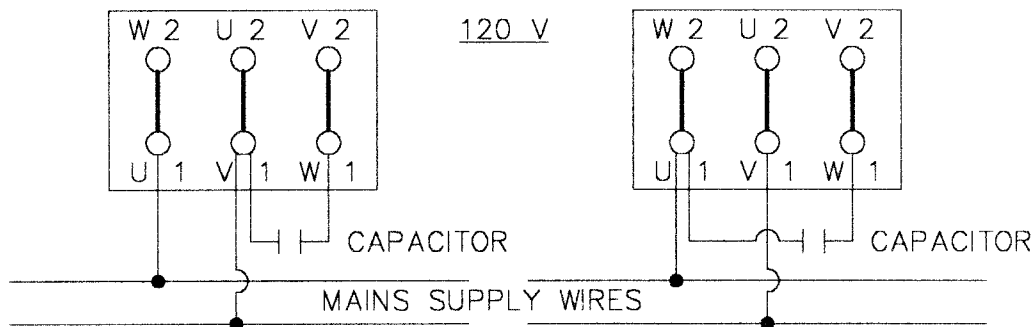 W 2 U 2 V 2
120 V
W 2 U 2 V 2
U 1 V 1 W 1
U 1 V 1 W 1
CAPACITOR
CAPACITOR
MAINS SUPPLY WIRES